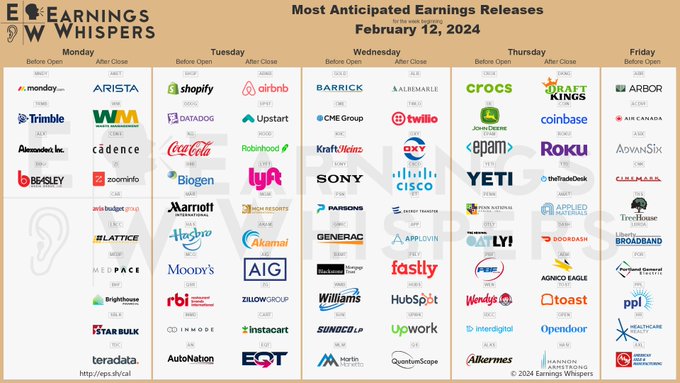 EARNINGS WHISPERS
Most Anticipated Earnings Releases
for the week beginning
February 12, 2024
Monday
Before Open
After Close
Tuesday
Before Open
After Close
Wednesday
Before Open
After Close
Thursday
Before Open
After Close
Friday
Before Open
monday.com
ARISTA
shopify
airbnb
BARRICK
ALBEMARLE
crocs
DRAFT KINGS
ARBOR
Trimble
WM
WASTE MANAGEMENT
DATADOG
Upstart
CME Group
twilio
JOHN DEERE
coinbase
AIR CANADA
Alexander's, Inc.
cādence
Coca-Cola
Robinhood
Kraft Heinz
OXY
epam
ROKU
ADVANSIX
BEASLEY
zoominfo
Biogen
lyft
SONY
CISCO
YETI
theTradeDesk
CINEMARK
avis budget group
Marriott
INTERNATIONAL
MGM RESORTS
PARSONS
ENERGY TRANSFER
PENN NATIONAL
APPLIED MATERIALS
TREEHOUSE
LATTICE
Hasbro
Akamai
GENERAC
APPLOVIN
OATLY!
DOORDASH
Liberty
BROADBAND
MEDPACE
MOODY'S
AIG
Blackstone Mortgage Trust
fastly
PBF
AGNICO EAGLE
Portland General Electric
Brighthouse
FINANCIAL
rbi restaurant brands international
ZILLOWGROUP
Williams
HubSpot
Wendy's
toast
ppl
STAR BULK
INMODE
instacart
SUNOCO LP
upwork
interdigital
Opendoor
HEALTHCARE REALTY
teradata.
AutoNation
EQT
Martin Marietta
QuantumScape
Alkermes
HANNON ARMSTRONG
AMERICAN AXLE & MANUFACTURING
http://eps.sh/cal
© 2024 Earnings Whispers